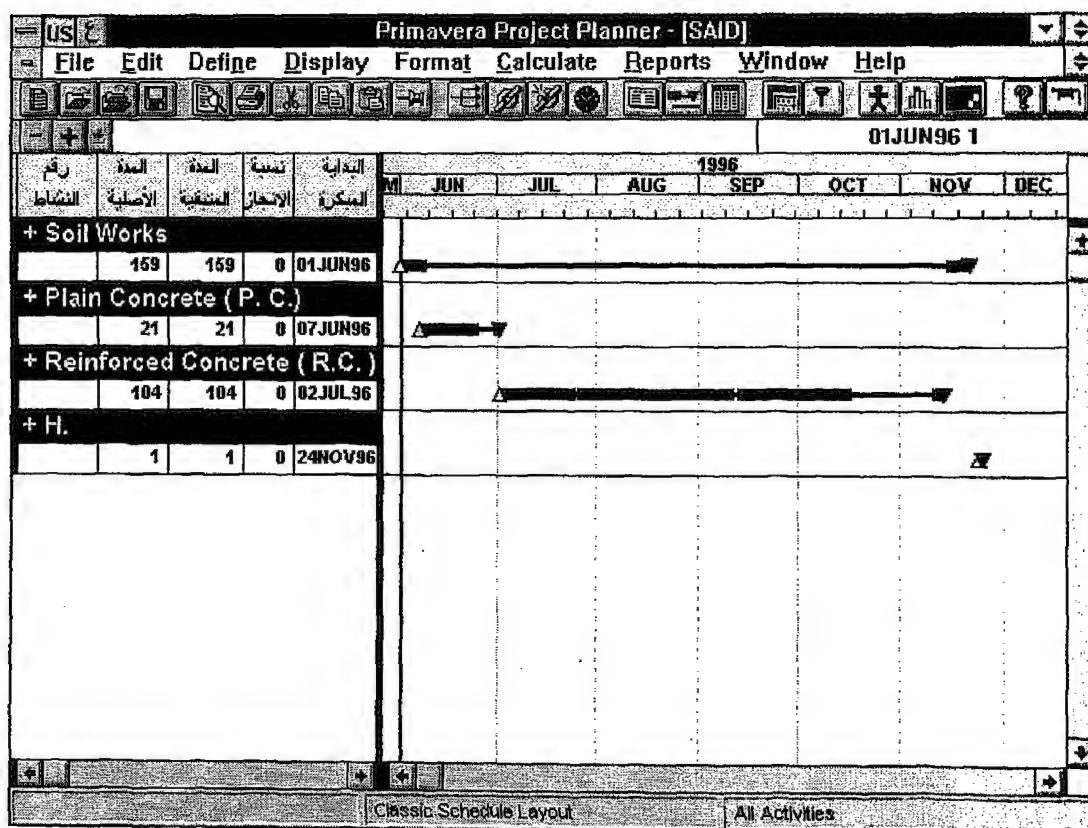 US ع Primavera Project Planner - [SAID]
File Edit Define Display Format Calculate Reports Window Help
01JUN96 1
رقم النشاط
المدة الأصلية
المدة المتبقية
نسبة الانجاز
البداية المبكرة
1996
M JUN JUL AUG SEP OCT NOV DEC
+ Soil Works
159 159 0 01JUN96
+ Plain Concrete ( P. C.)
21 21 0 07JUN96
+ Reinforced Concrete ( R.C. )
104 104 0 02JUL96
+ H.
1 1 0 24NOV96
Classic Schedule Layout All Activities